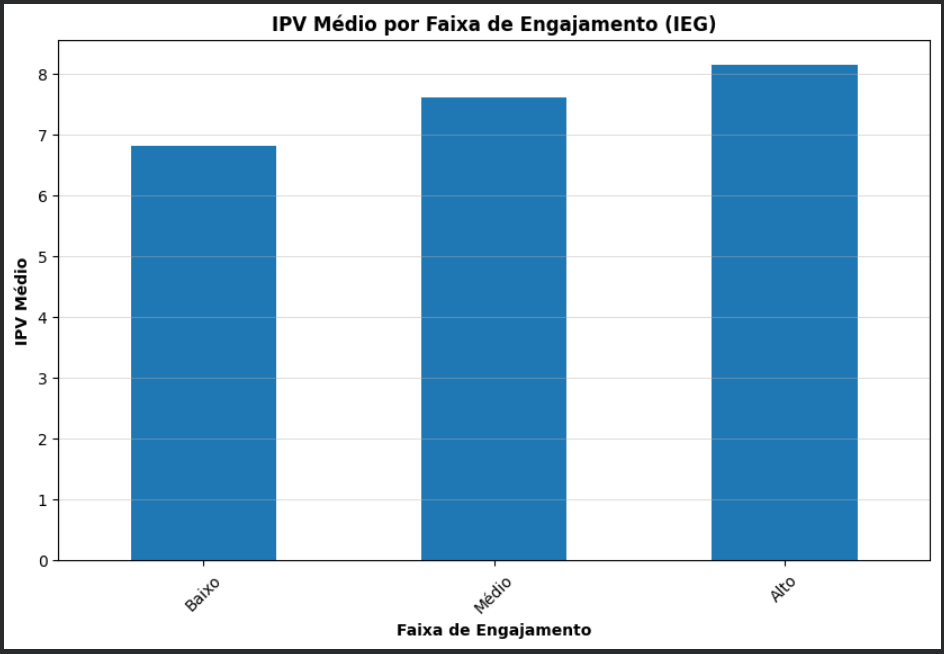 IPV Médio por Faixa de Engajamento (IEG)
IPV Médio
8
7
6
5
4
3
2
1
0
Baixo
Médio
Alto
Faixa de Engajamento